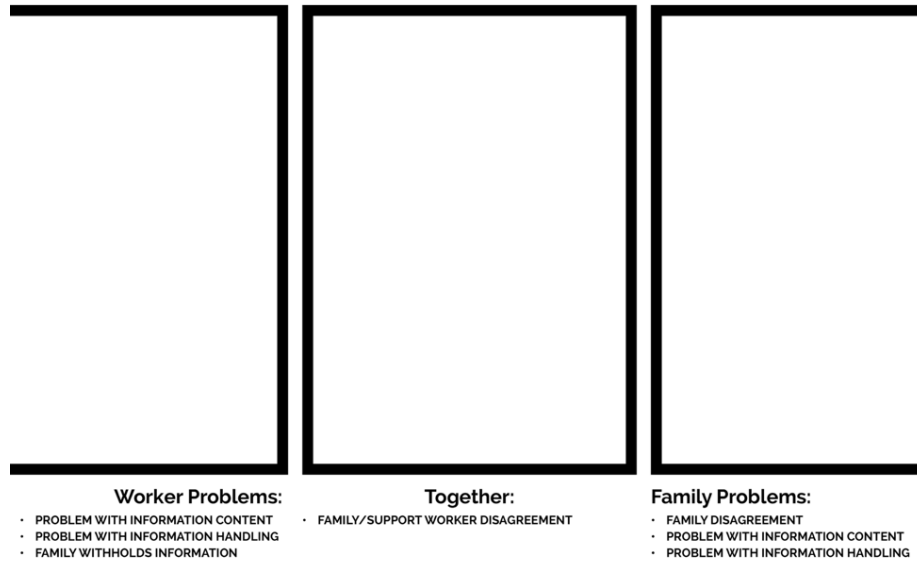 Worker Problems:
• PROBLEM WITH INFORMATION CONTENT
• PROBLEM WITH INFORMATION HANDLING
• FAMILY WITHHOLDS INFORMATION
Together:
• FAMILY/SUPPORT WORKER DISAGREEMENT
Family Problems:
• FAMILY DISAGREEMENT
• PROBLEM WITH INFORMATION CONTENT
• PROBLEM WITH INFORMATION HANDLING